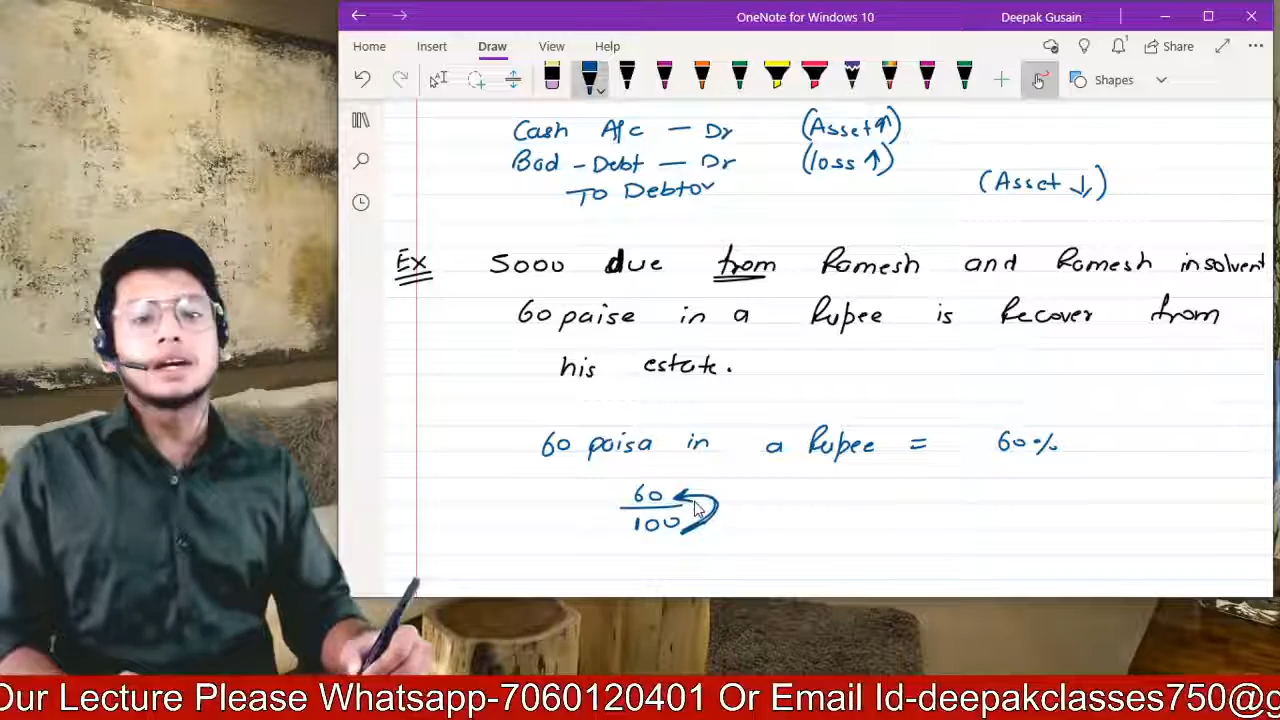 OneNote for Windows 10
Deepak Gusain
Home Insert Draw View Help
Share
Shapes
Cash A/c — Dr (Asset ↑)
Bad - Debt — Dr (loss ↑)
To Debtor (Asset ↓)
Ex 5000 due from Ramesh and Ramesh insolvent
60 paise in a Rupee is Recover from
his estate.
60 paisa in a Rupee = 60%
60
100
Our Lecture Please Whatsapp-7060120401 Or Email Id-deepakclasses750@g